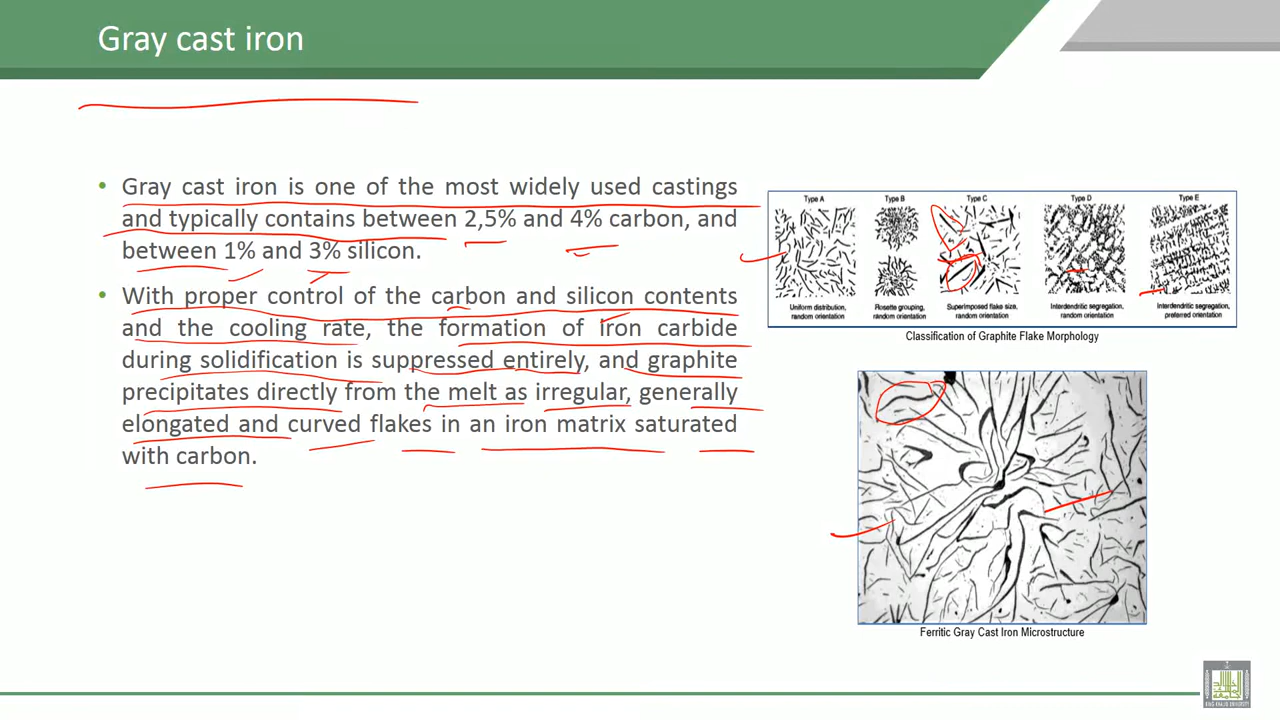 Gray cast iron
• Gray cast iron is one of the most widely used castings
and typically contains between 2,5% and 4% carbon, and
between 1% and 3% silicon.
• With proper control of the carbon and silicon contents
and the cooling rate, the formation of iron carbide
during solidification is suppressed entirely, and graphite
precipitates directly from the melt as irregular, generally
elongated and curved flakes in an iron matrix saturated
with carbon.
Type A
Type B
Type C
Type D
Type E
Uniform distribution,
random orientation
Rosette grouping,
random orientation
Superimposed flake size,
random orientation
Interdendritic segregation,
random orientation
Interdendritic segregation,
preferred orientation
Classification of Graphite Flake Morphology
Ferritic Gray Cast Iron Microstructure
KING KHALID UNIVERSITY